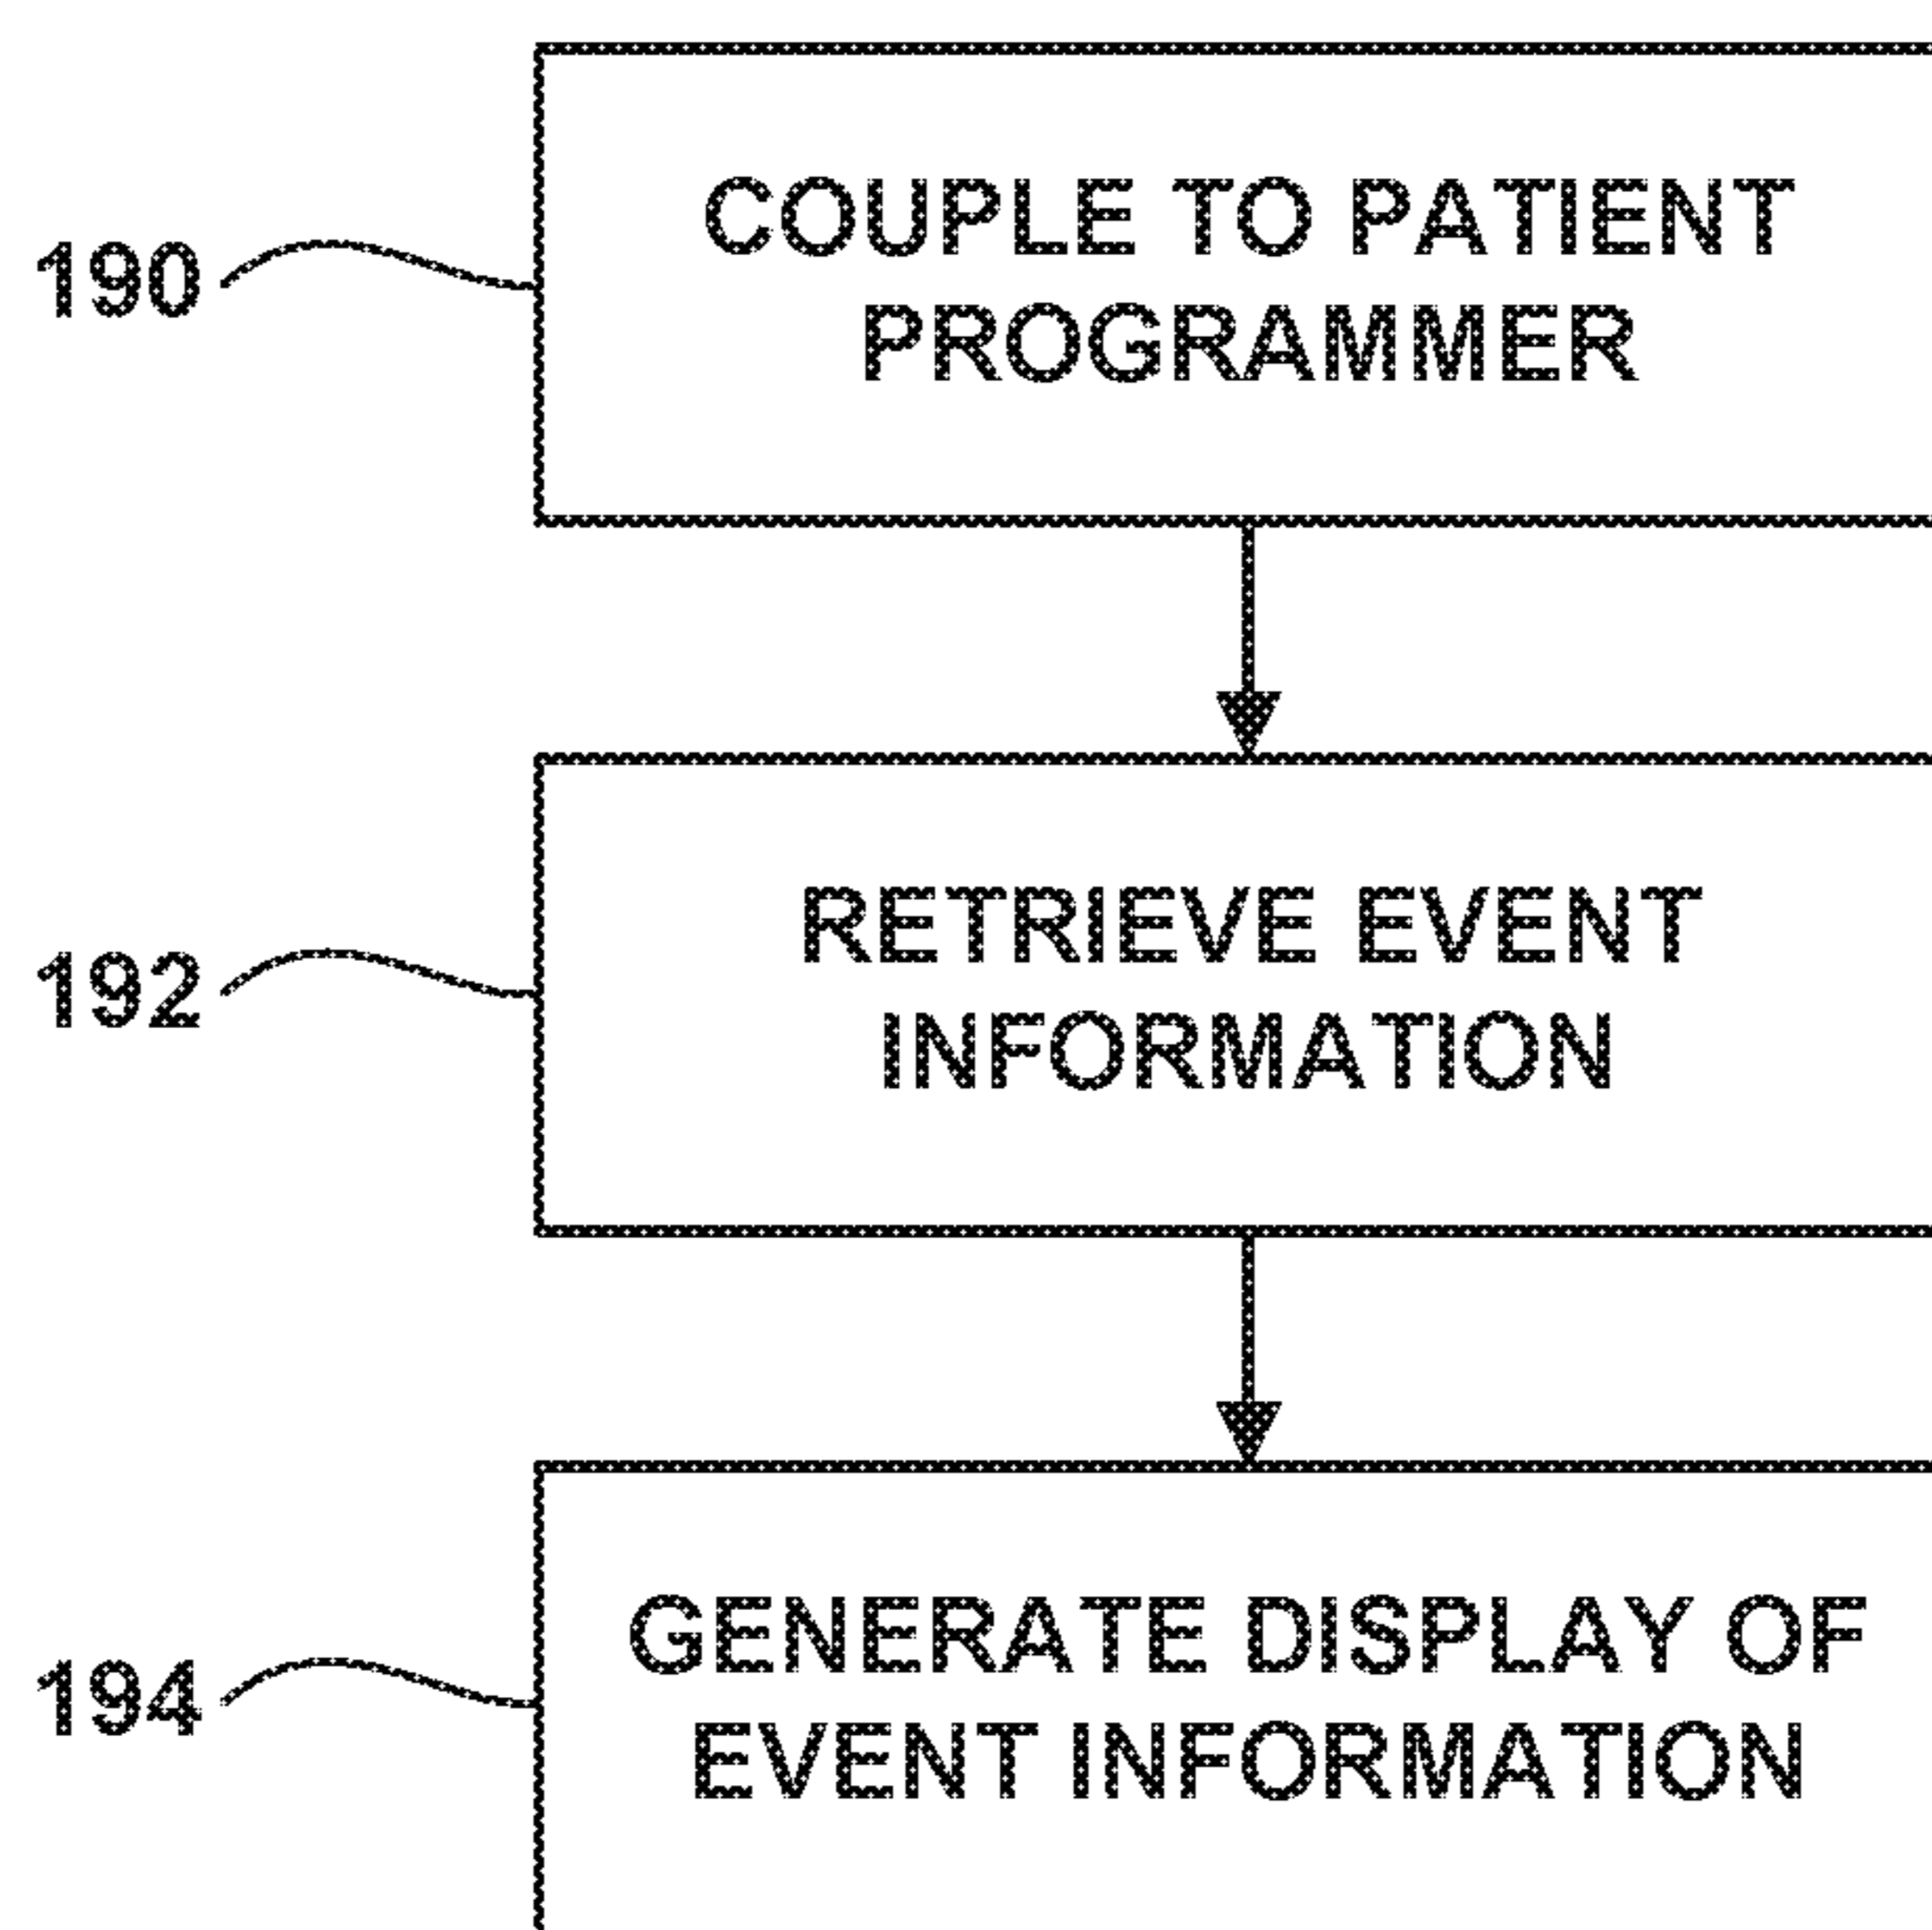 190
COUPLE TO PATIENT
PROGRAMMER
192
RETRIEVE EVENT
INFORMATION
194
GENERATE DISPLAY OF
EVENT INFORMATION